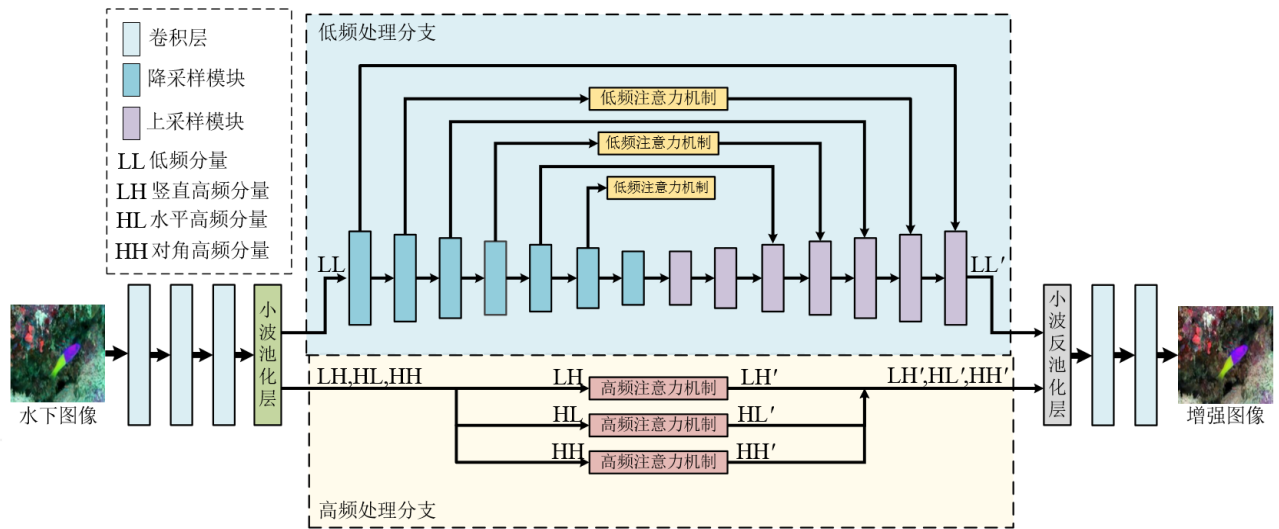 卷积层
降采样模块
上采样模块
LL 低频分量
LH 竖直高频分量
HL 水平高频分量
HH 对角高频分量
低频处理分支
低频注意力机制
低频注意力机制
低频注意力机制
LL
LL′
水下图像
小波池化层
小波反池化层
增强图像
LH,HL,HH
LH
高频注意力机制
LH′
LH′,HL′,HH′
HL
高频注意力机制
HL′
HH
高频注意力机制
HH′
高频处理分支